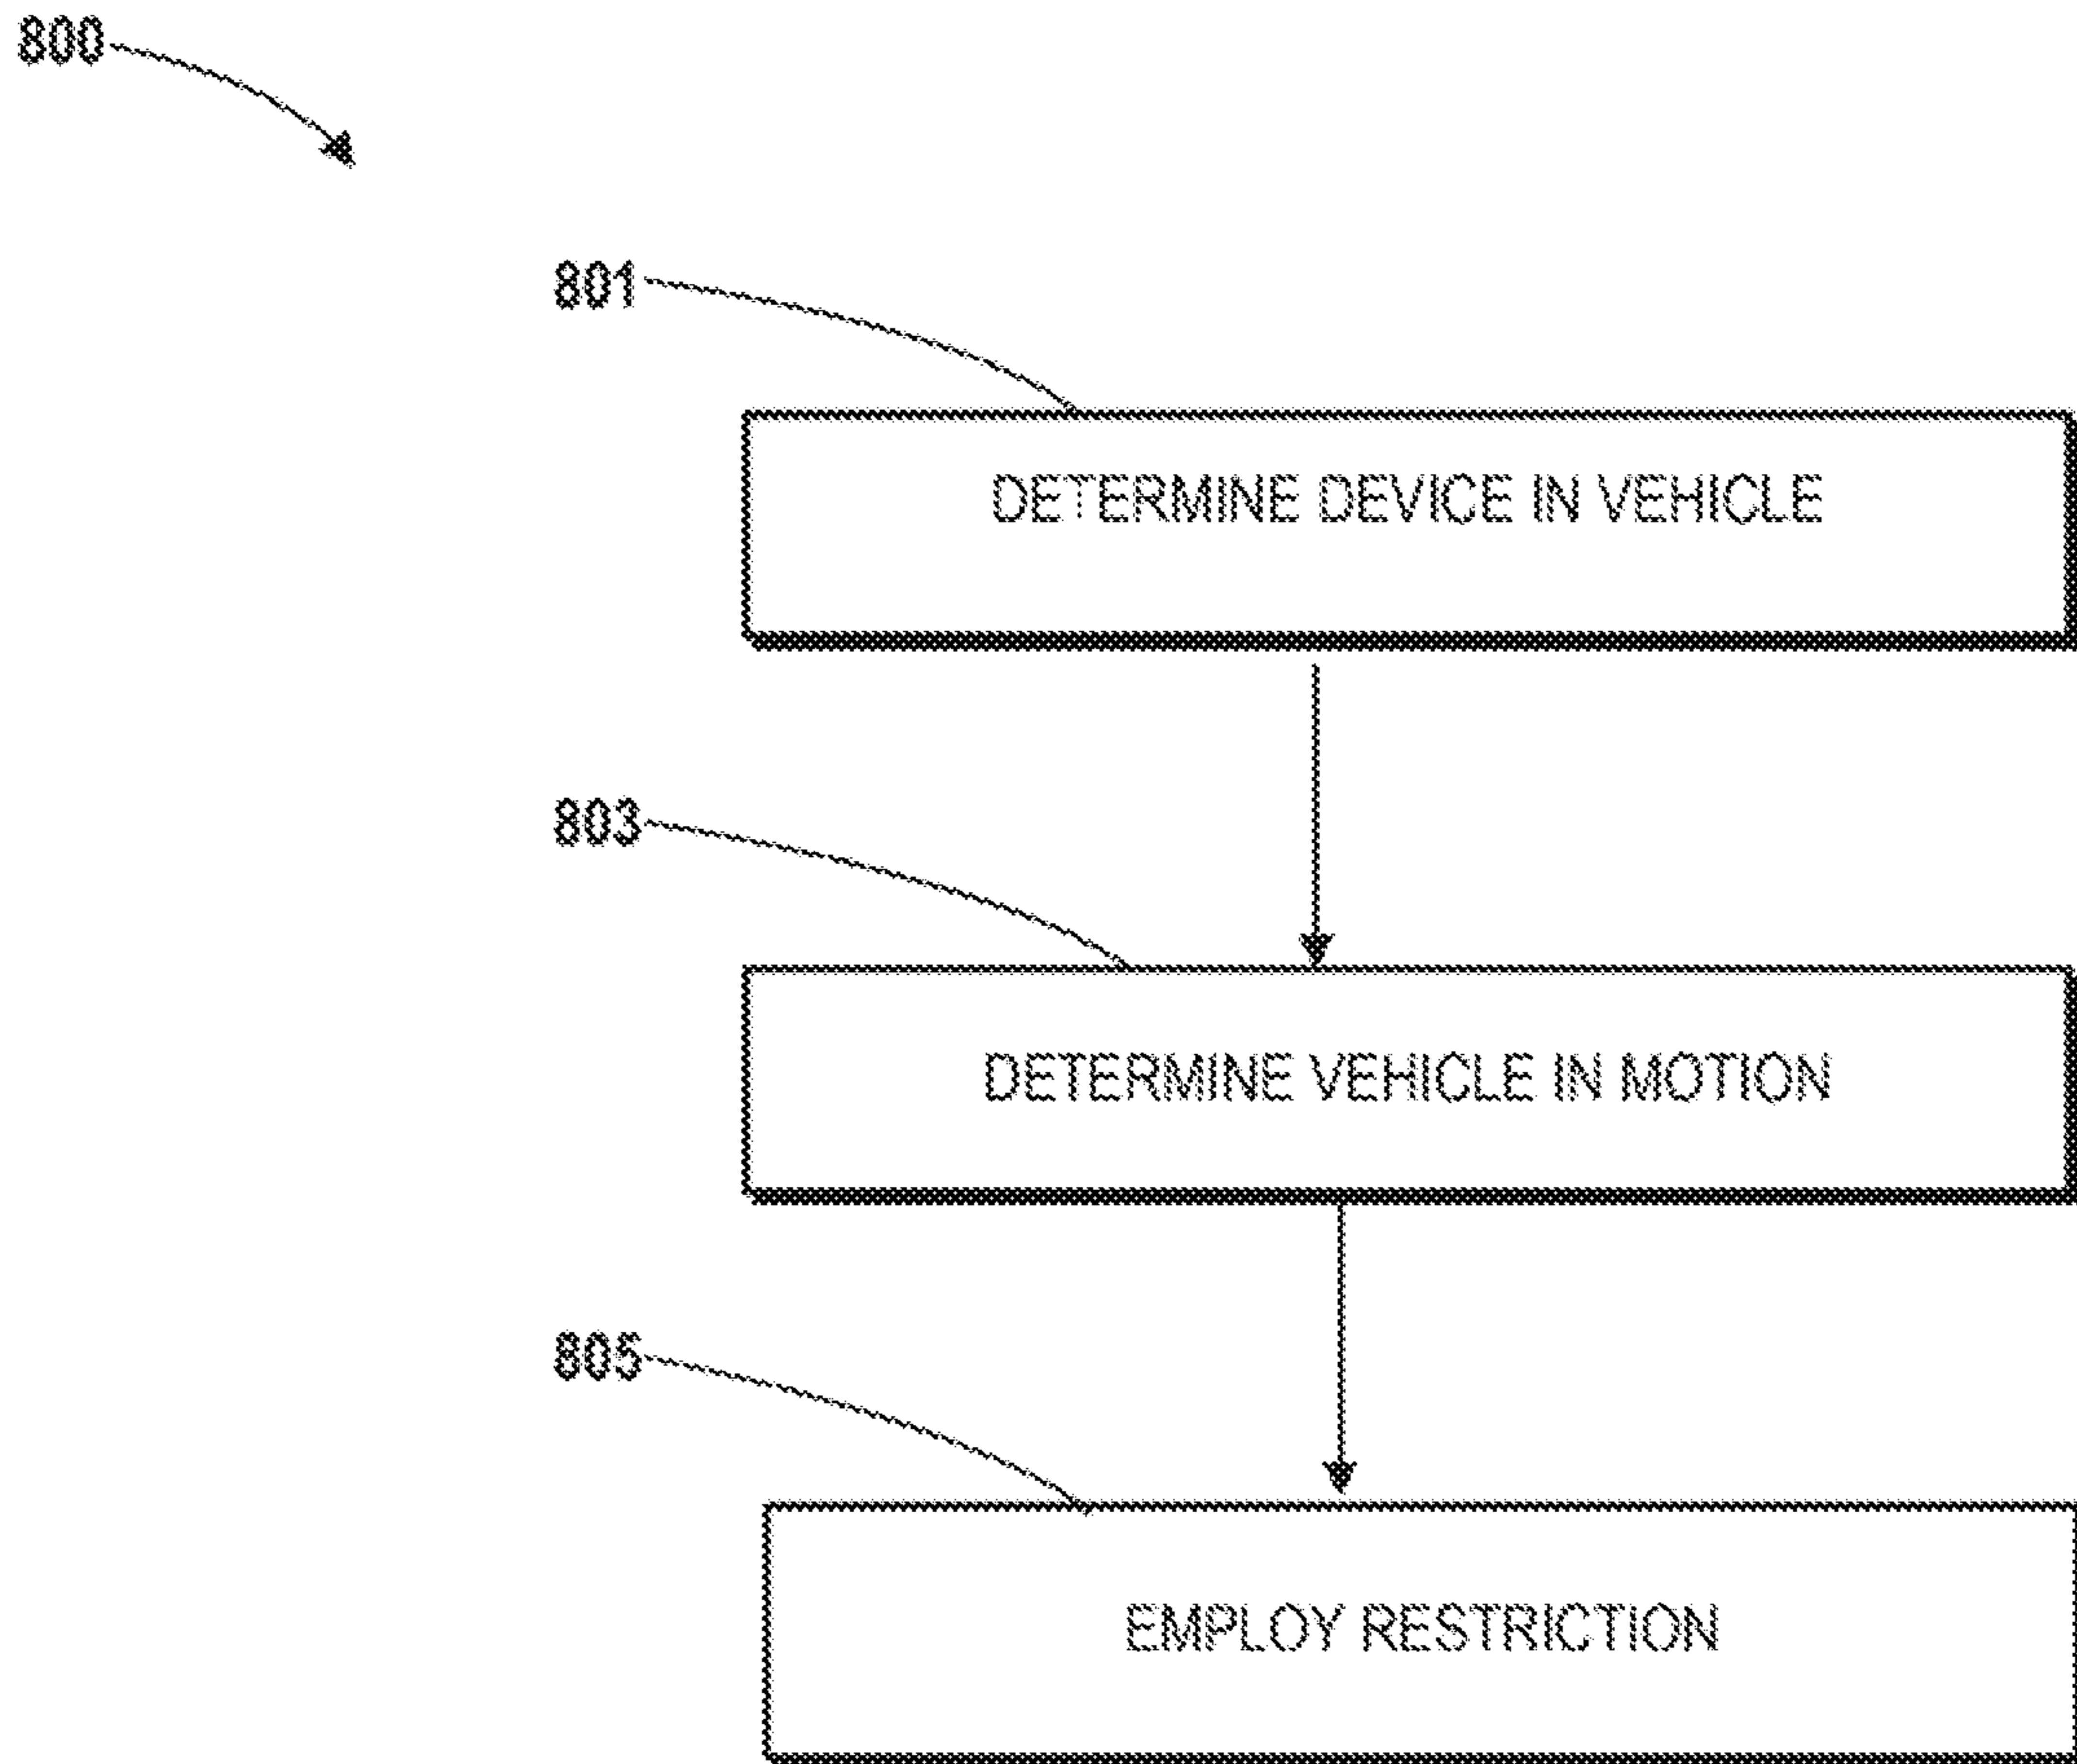 800
801
DETERMINE DEVICE IN VEHICLE
803
DETERMINE VEHICLE IN MOTION
805
EMPLOY RESTRICTION